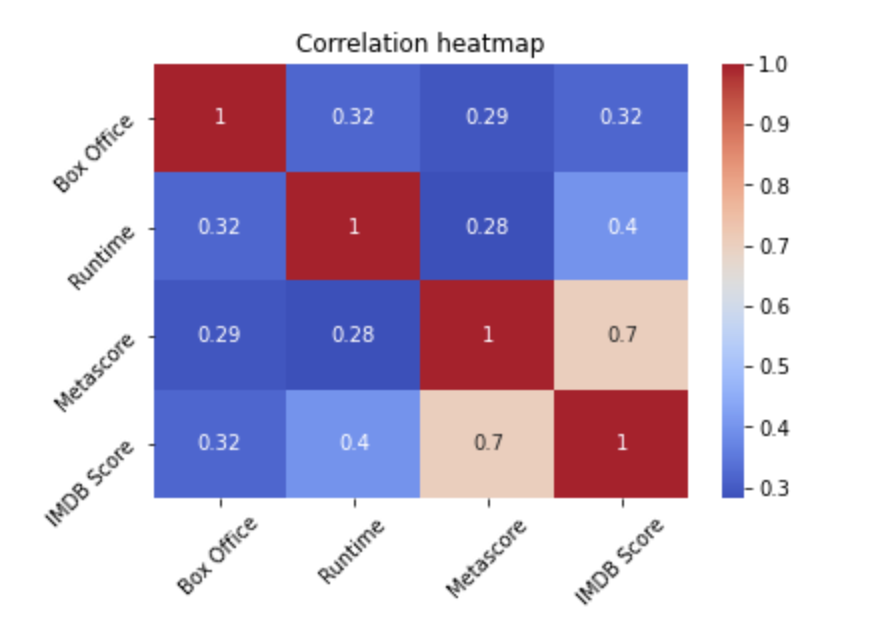 Correlation heatmap
Box Office 1 0.32 0.29 0.32
Runtime 0.32 1 0.28 0.4
Metascore 0.29 0.28 1 0.7
IMDB Score 0.32 0.4 0.7 1
Box Office Runtime Metascore IMDB Score
1.0
0.9
0.8
0.7
0.6
0.5
0.4
0.3